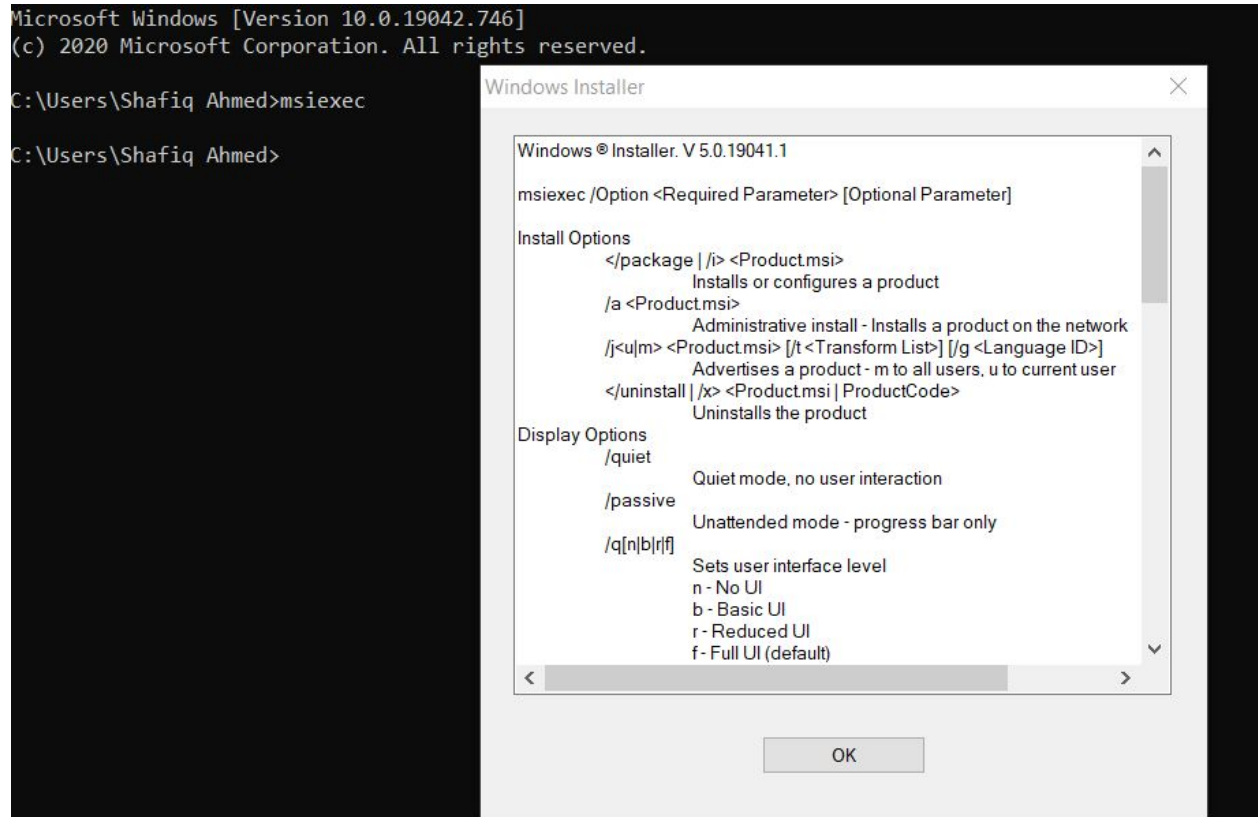 Microsoft Windows [Version 10.0.19042.746]
(c) 2020 Microsoft Corporation. All rights reserved.
C:\Users\Shafiq Ahmed>msiexec
C:\Users\Shafiq Ahmed>
Windows Installer
Windows ® Installer. V 5.0.19041.1
msiexec /Option <Required Parameter> [Optional Parameter]
Install Options
</package | /i> <Product.msi>
Installs or configures a product
/a <Product.msi>
Administrative install - Installs a product on the network
/j<u|m> <Product.msi> [/t <Transform List>] [/g <Language ID>]
Advertises a product - m to all users, u to current user
</uninstall | /x> <Product.msi | ProductCode>
Uninstalls the product
Display Options
/quiet
Quiet mode, no user interaction
/passive
Unattended mode - progress bar only
/q[n|b|r|f]
Sets user interface level
n - No UI
b - Basic UI
r - Reduced UI
f - Full UI (default)
OK